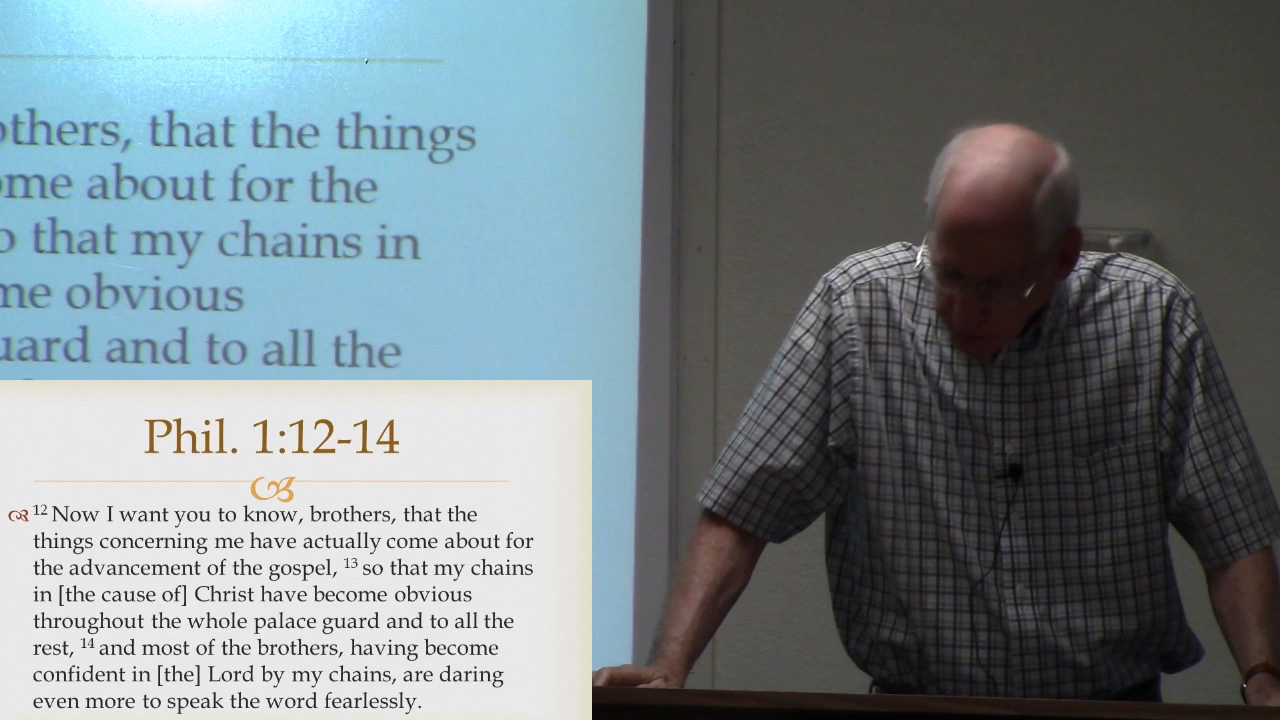 others, that the things
ome about for the
o that my chains in
me obvious
uard and to all the
Phil. 1:12-14
12 Now I want you to know, brothers, that the
things concerning me have actually come about for
the advancement of the gospel, 13 so that my chains
in [the cause of] Christ have become obvious
throughout the whole palace guard and to all the
rest, 14 and most of the brothers, having become
confident in [the] Lord by my chains, are daring
even more to speak the word fearlessly.